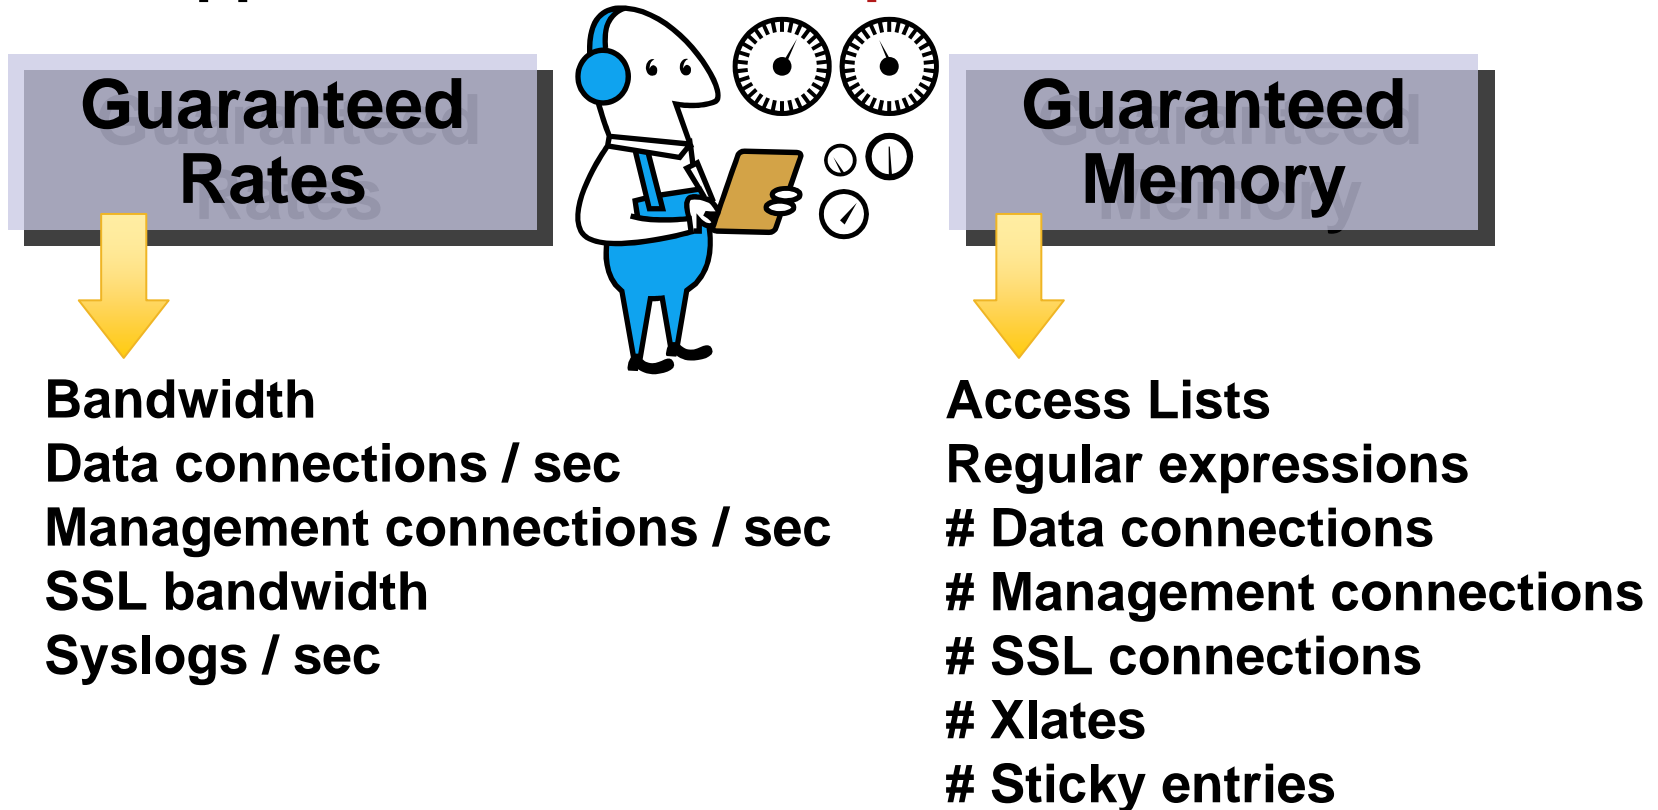 Guaranteed
Rates
Bandwidth
Data connections / sec
Management connections / sec
SSL bandwidth
Syslogs / sec
Guaranteed
Memory
Access Lists
Regular expressions
# Data connections
# Management connections
# SSL connections
# Xlates
# Sticky entries